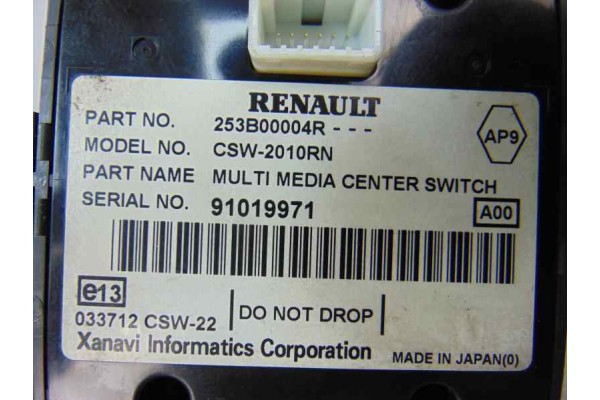 RENAULT
PART NO. 253B00004R - - -
AP9
MODEL NO. CSW-2010RN
PART NAME MULTI MEDIA CENTER SWITCH
SERIAL NO. 91019971
A00
e13
033712 CSW-22
DO NOT DROP
Xanavi Informatics Corporation
MADE IN JAPAN(0)